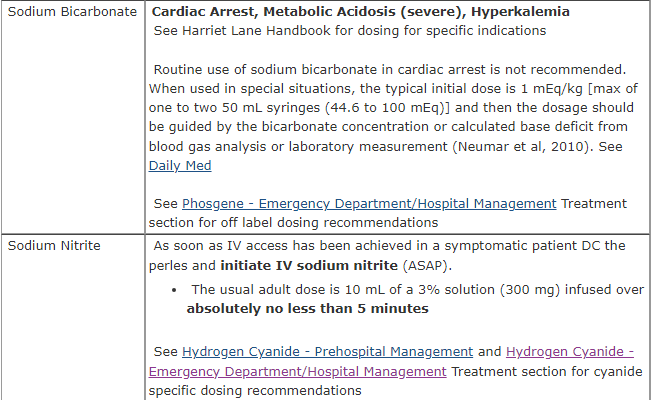 Sodium Bicarbonate
Cardiac Arrest, Metabolic Acidosis (severe), Hyperkalemia
See Harriet Lane Handbook for dosing for specific indications
Routine use of sodium bicarbonate in cardiac arrest is not recommended.
When used in special situations, the typical initial dose is 1 mEq/kg [max of
one to two 50 mL syringes (44.6 to 100 mEq)] and then the dosage should
be guided by the bicarbonate concentration or calculated base deficit from
blood gas analysis or laboratory measurement (Neumar et al, 2010). See
Daily Med
See Phosgene - Emergency Department/Hospital Management Treatment
section for off label dosing recommendations
Sodium Nitrite
As soon as IV access has been achieved in a symptomatic patient DC the
perles and initiate IV sodium nitrite (ASAP).
• The usual adult dose is 10 mL of a 3% solution (300 mg) infused over
absolutely no less than 5 minutes
See Hydrogen Cyanide - Prehospital Management and Hydrogen Cyanide -
Emergency Department/Hospital Management Treatment section for cyanide
specific dosing recommendations